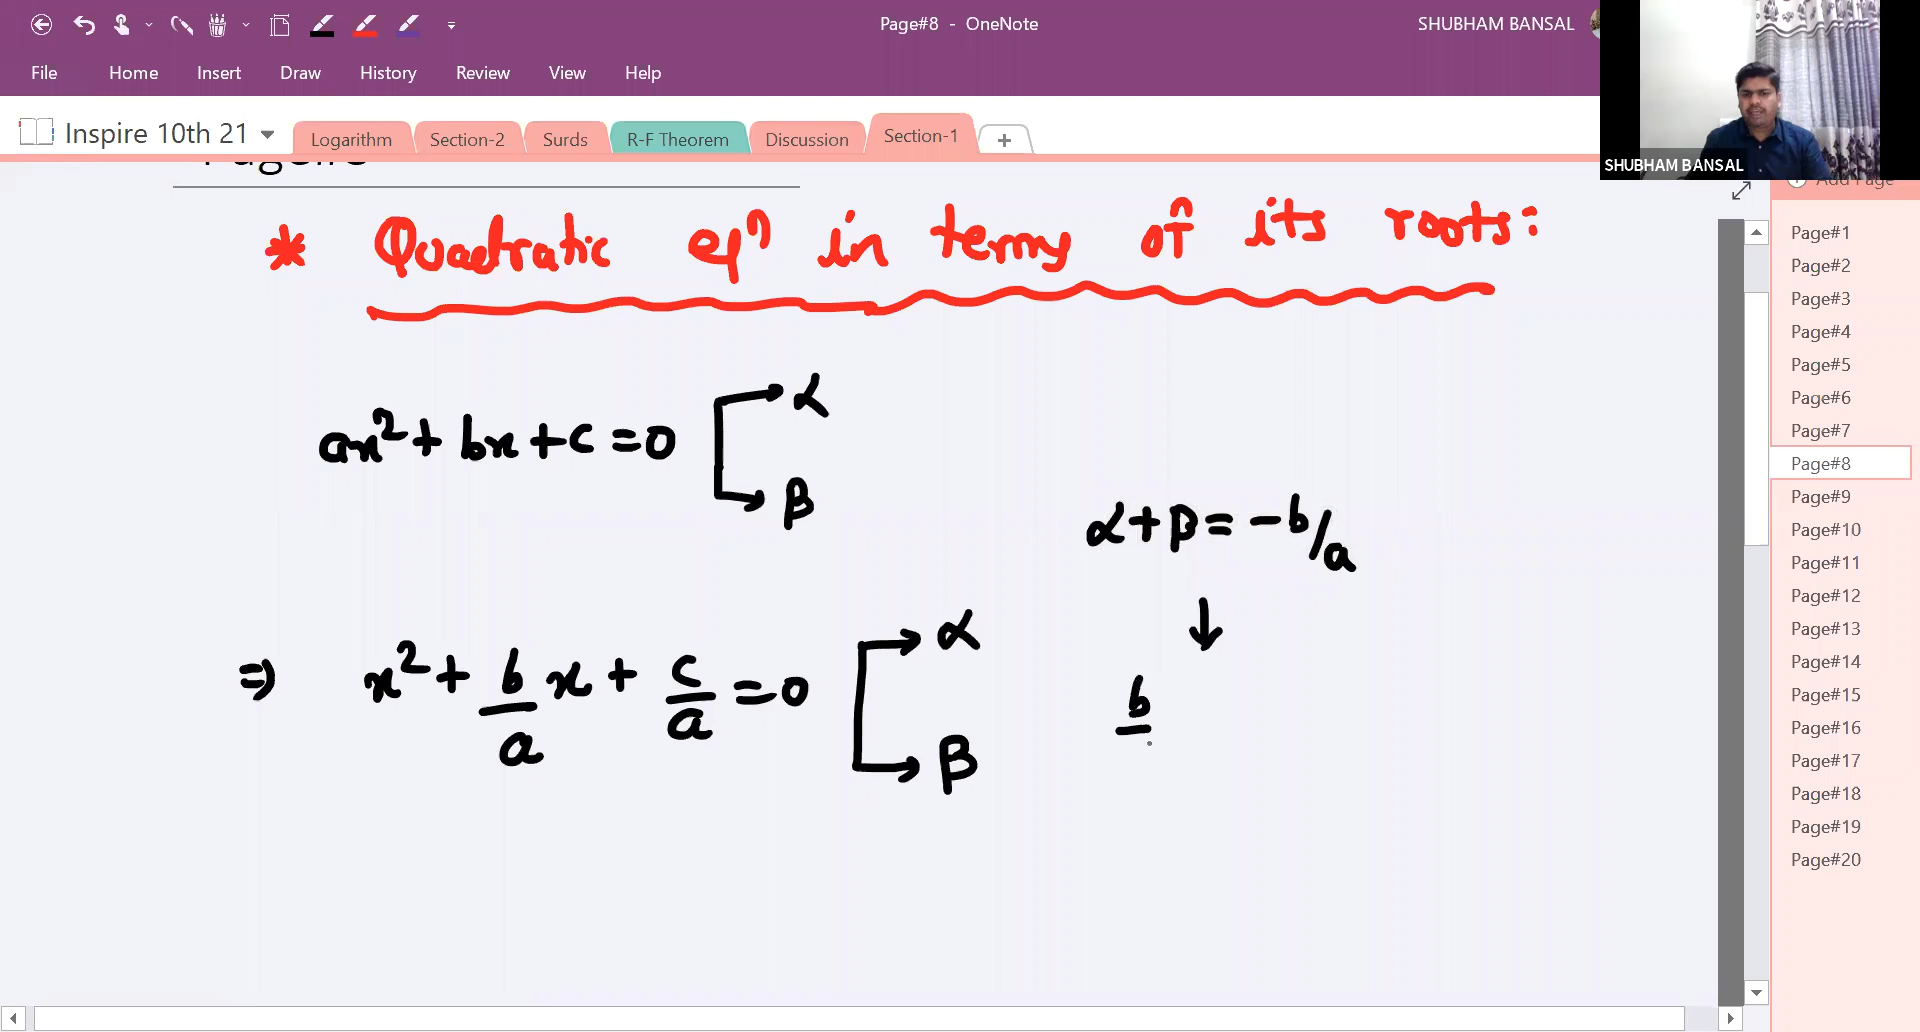 Page#8 - OneNote
SHUBHAM BANSAL
File Home Insert Draw History Review View Help
Inspire 10th 21
Logarithm Section-2 Surds R-F Theorem Discussion Section-1 +
SHUBHAM BANSAL
Add Page
* Quadratic eqⁿ in terms of its roots:
ax² + bx + c = 0
α
β
α + β = -b/a
↓
b
⇒ x² + b/a x + c/a = 0
α
β
Page#1
Page#2
Page#3
Page#4
Page#5
Page#6
Page#7
Page#8
Page#9
Page#10
Page#11
Page#12
Page#13
Page#14
Page#15
Page#16
Page#17
Page#18
Page#19
Page#20